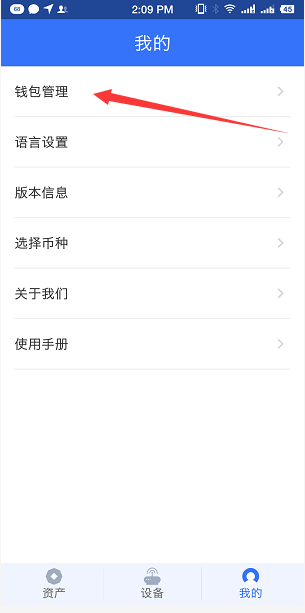 68
2:09 PM
45
我的
钱包管理
语言设置
版本信息
选择币种
关于我们
使用手册
资产
设备
我的